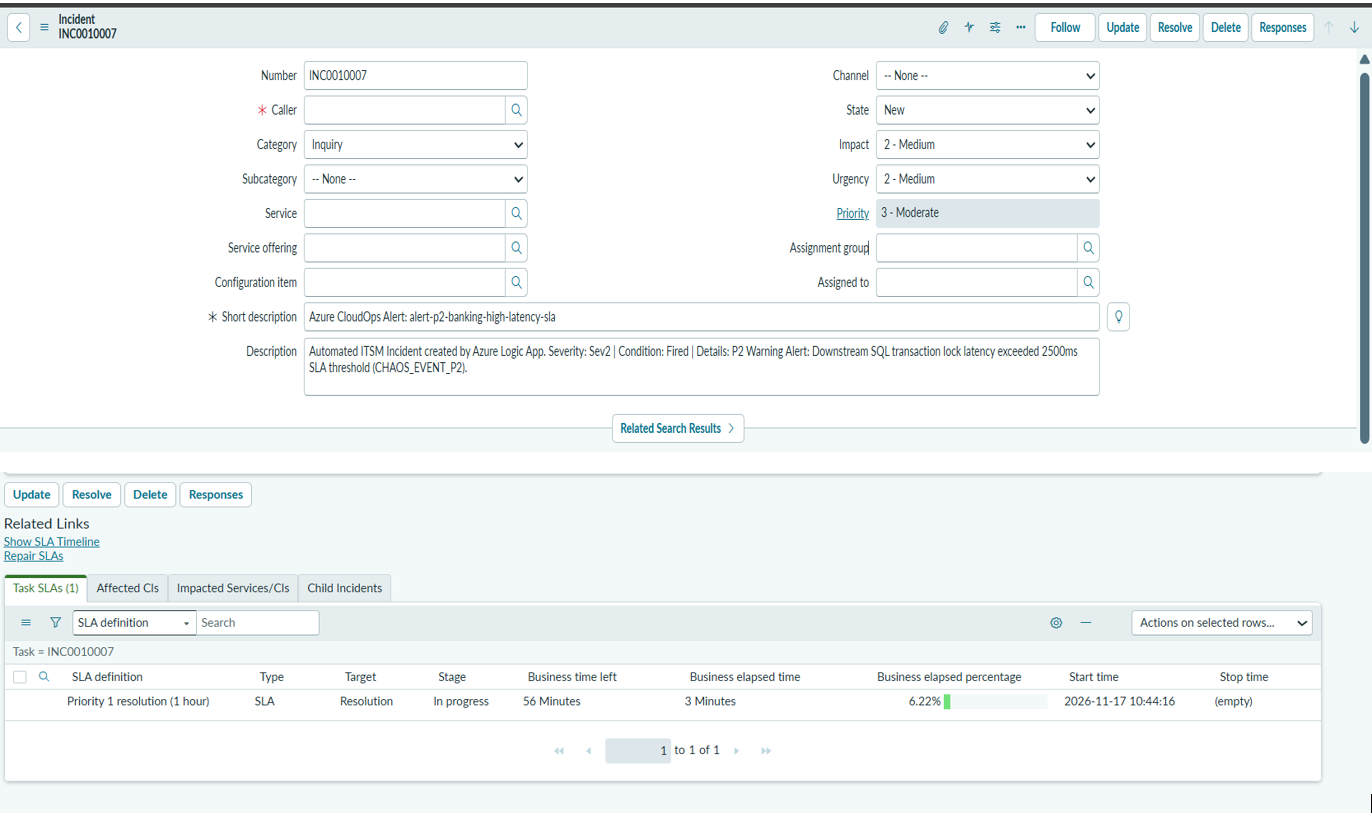 Incident
INC0010007
Follow Update Resolve Delete Responses
Number INC0010007 Channel -- None --
Caller State New
Category Inquiry Impact 2 - Medium
Subcategory -- None -- Urgency 2 - Medium
Service Priority 3 - Moderate
Service offering Assignment group
Configuration item Assigned to
Short description Azure CloudOps Alert: alert-p2-banking-high-latency-sla
Description Automated ITSM Incident created by Azure Logic App. Severity: Sev2 | Condition: Fired | Details: P2 Warning Alert: Downstream SQL transaction lock latency exceeded 2500ms
SLA threshold (CHAOS_EVENT_P2).
Related Search Results
Update Resolve Delete Responses
Related Links
Show SLA Timeline
Repair SLAs
Task SLAs (1) Affected CIs Impacted Services/CIs Child Incidents
SLA definition Search Actions on selected rows...
Task = INC0010007
SLA definition Type Target Stage Business time left Business elapsed time Business elapsed percentage Start time Stop time
Priority 1 resolution (1 hour) SLA Resolution In progress 56 Minutes 3 Minutes 6.22% 2026-11-17 10:44:16 (empty)
1 to 1 of 1